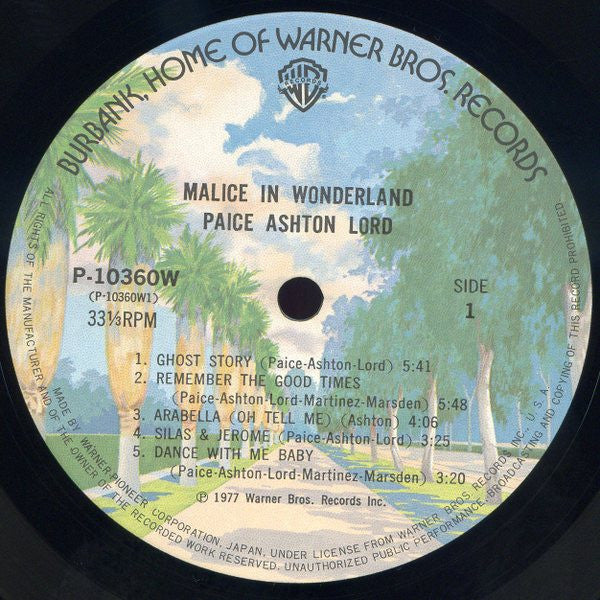 BURBANK, HOME OF WARNER BROS. RECORDS
WB
RECORDS
MALICE IN WONDERLAND
PAICE ASHTON LORD
P-10360W
(P-10360W1)
33⅓RPM
SIDE
1
1. GHOST STORY (Paice-Ashton-Lord) 5:41
2. REMEMBER THE GOOD TIMES
(Paice-Ashton-Lord-Martinez-Marsden) 5:48
3. ARABELLA (OH TELL ME) (Ashton) 4:06
4. SILAS & JEROME (Paice-Ashton-Lord) 3:25
5. DANCE WITH ME BABY
(Paice-Ashton-Lord-Martinez-Marsden) 3:20
℗ 1977 Warner Bros. Records Inc.
MADE BY WARNER-PIONEER CORPORATION, JAPAN, UNDER LICENSE FROM WARNER BROS. RECORDS INC., U.S.A.
ALL RIGHTS OF THE MANUFACTURER AND OF THE OWNER OF THE RECORDED WORK RESERVED. UNAUTHORIZED PUBLIC PERFORMANCE, BROADCASTING AND COPYING OF THIS RECORD PROHIBITED